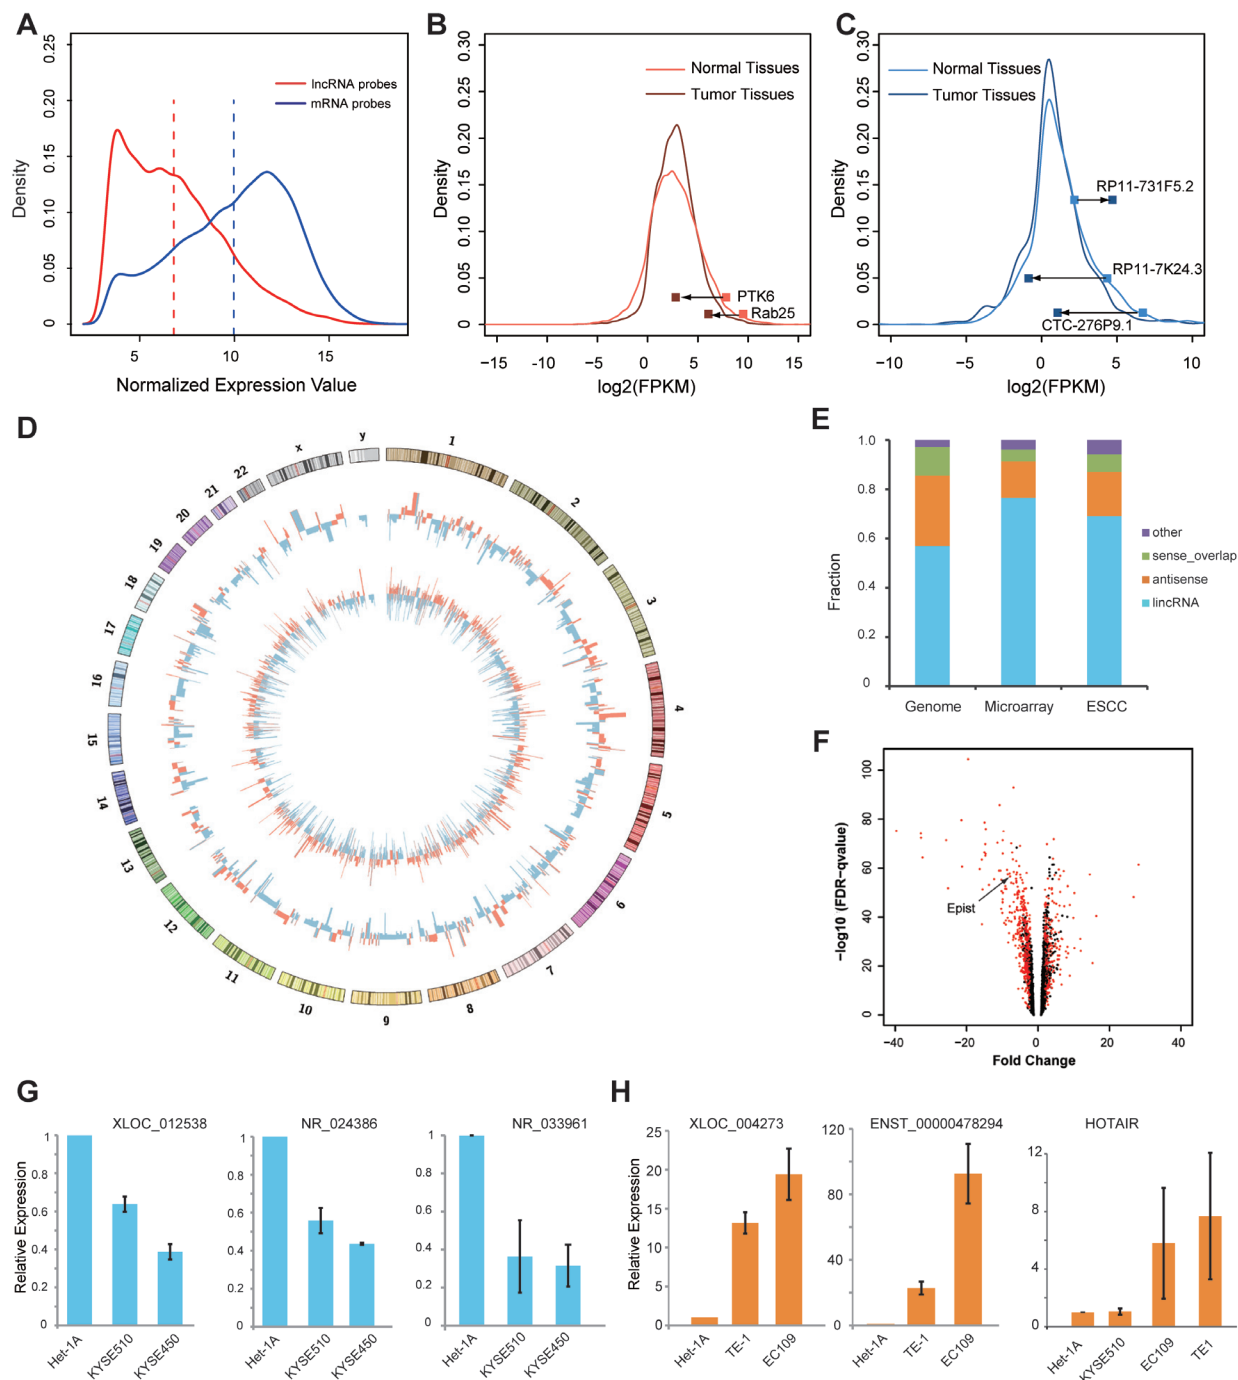 A
0.25
0.20
0.15
0.10
0.05
0
Density
lncRNA probes
mRNA probes
5
10
15
Normalized Expression Value
B
0.30
0.25
0.20
0.15
0.10
0.05
0
Density
Normal Tissues
Tumor Tissues
PTK6
Rab25
−15
−10
−5
0
5
10
15
log2(FPKM)
C
0.30
0.25
0.20
0.15
0.10
0.05
0.00
Density
Normal Tissues
Tumor Tissues
RP11-731F5.2
RP11-7K24.3
CTC-276P9.1
−10
−5
0
5
10
log2(FPKM)
D
1
2
3
4
5
6
7
8
9
10
11
12
13
14
15
16
17
18
19
20
21
22
x
y
E
1.0
0.8
0.6
0.4
0.2
0
Fraction
Genome
Microarray
ESCC
other
sense_overlap
antisense
lincRNA
F
100
80
60
40
20
0
−log10 (FDR−qvalue)
Epist
−40
−20
0
20
40
Fold Change
G
Relative Expression
XLOC_012538
1
0.8
0.6
0.4
0.2
0
Het-1A
KYSE510
KYSE450
NR_024386
1
0.8
0.6
0.4
0.2
0
Het-1A
KYSE510
KYSE450
NR_033961
1
0.8
0.6
0.4
0.2
0
Het-1A
KYSE510
KYSE450
H
Relative Expression
XLOC_004273
25
20
15
10
5
0
Het-1A
TE-1
EC109
ENST_00000478294
120
80
40
0
Het-1A
TE-1
EC109
HOTAIR
12
8
4
0
Het-1A
KYSE510
EC109
TE1